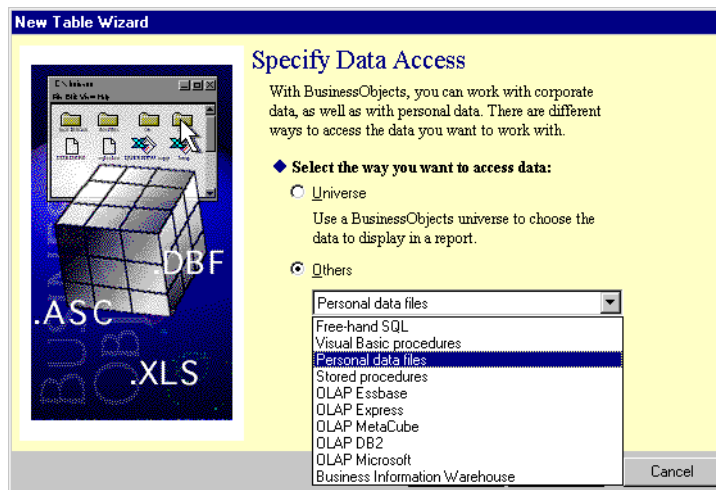 New Table Wizard
Specify Data Access
With BusinessObjects, you can work with corporate
data, as well as with personal data. There are different
ways to access the data you want to work with.
Select the way you want to access data:
Universe
Use a BusinessObjects universe to choose the
data to display in a report.
Others
Personal data files
Free-hand SQL
Visual Basic procedures
Personal data files
Stored procedures
OLAP Essbase
OLAP Express
OLAP MetaCube
OLAP DB2
OLAP Microsoft
Business Information Warehouse
Cancel
File Edit View Help
.DBF
.ASC
.XLS